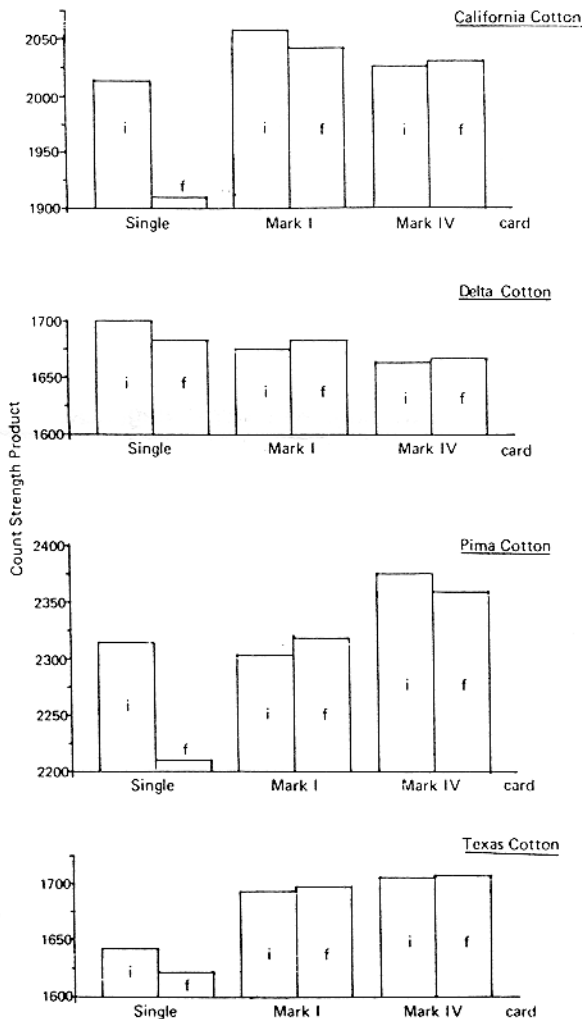 California Cotton
2050
2000
1950
1900
i
f
i
f
i
f
Single
Mark I
Mark IV
card
Count Strength Product
Delta Cotton
1700
1650
1600
i
f
i
f
i
f
Single
Mark I
Mark IV
card
Pima Cotton
2400
2350
2300
2250
2200
i
f
i
f
i
f
Single
Mark I
Mark IV
card
Texas Cotton
1700
1650
1600
i
f
i
f
i
f
Single
Mark I
Mark IV
card